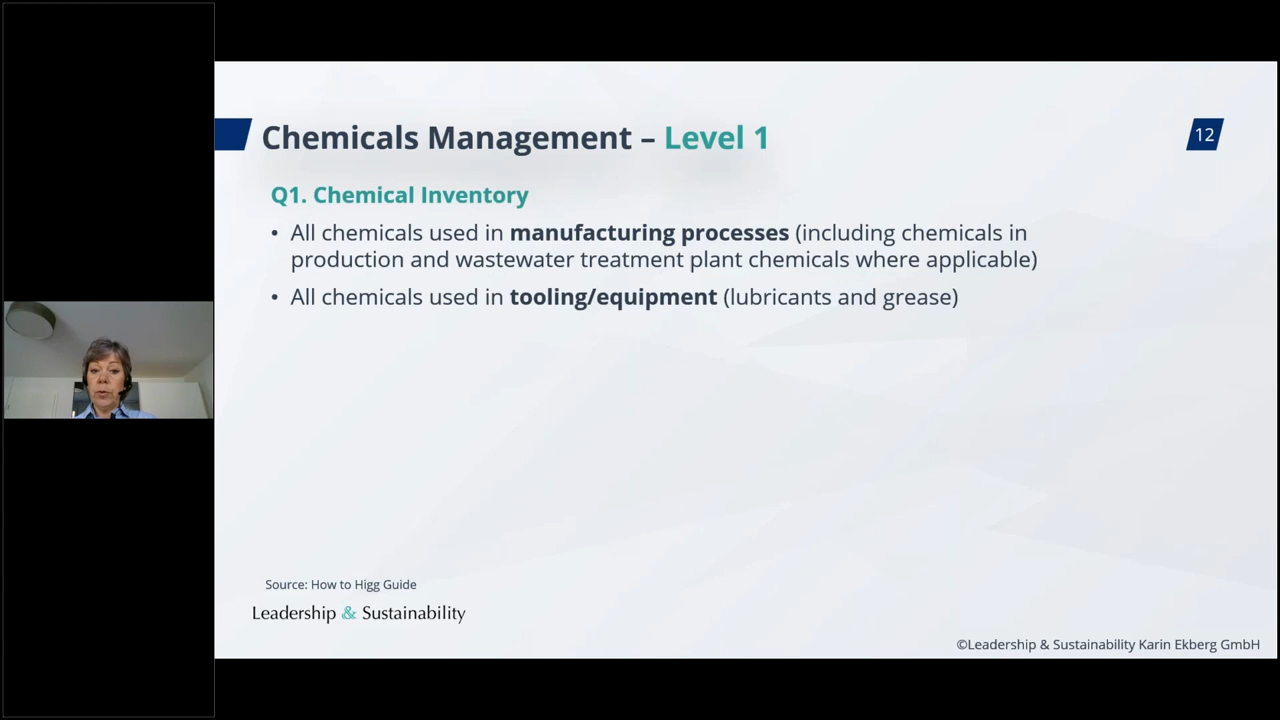 Chemicals Management – Level 1
12
Q1. Chemical Inventory
• All chemicals used in manufacturing processes (including chemicals in
production and wastewater treatment plant chemicals where applicable)
• All chemicals used in tooling/equipment (lubricants and grease)
Source: How to Higg Guide
Leadership & Sustainability
©Leadership & Sustainability Karin Ekberg GmbH